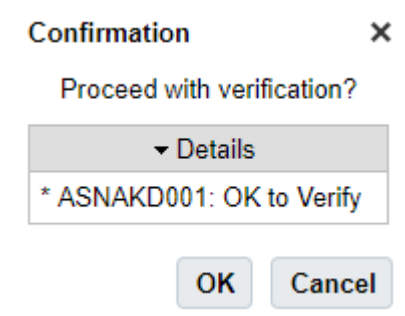 Confirmation ×
Proceed with verification?
Details
* ASNAKD001: OK to Verify
OK Cancel